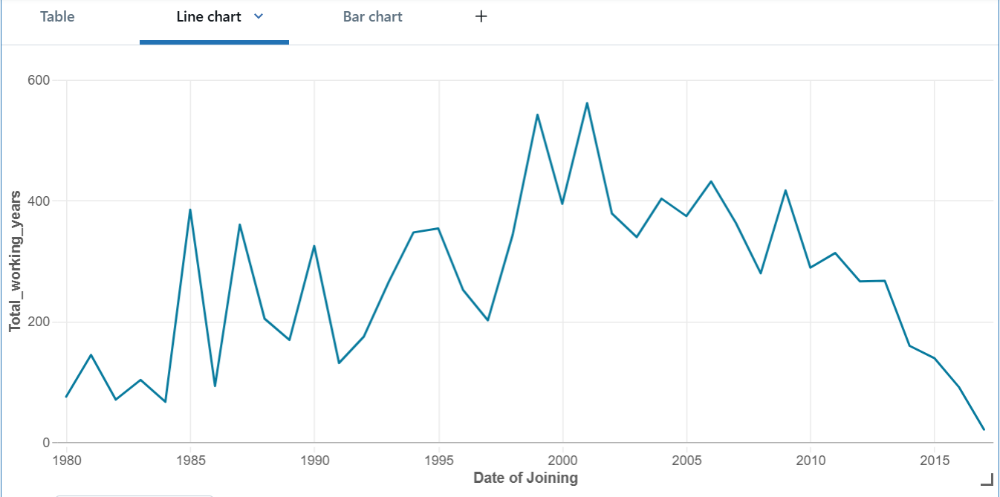 Table Line chart Bar chart +
600
400
200
0
Total_working_years
1980 1985 1990 1995 2000 2005 2010 2015
Date of Joining